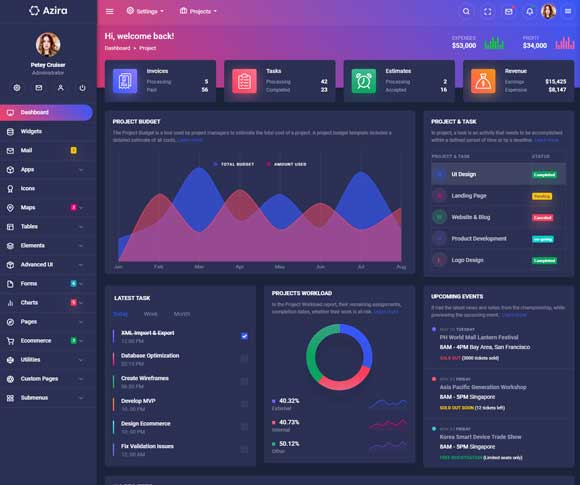 Azira
Settings
Projects
Petey Cruiser
Administrator
Dashboard
Widgets
Mail
Apps
Icons
Maps
Tables
Elements
Advanced UI
Forms
Charts
Pages
Ecommerce
Utilities
Custom Pages
Submenus
Hi, welcome back!
Dashboard > Project
EXPENSES
$53,000
PROFIT
$34,000
Invoices
Processing 5
Paid 56
Tasks
Processing 42
Completed 23
Estimates
Processing 2
Accepted 16
Revenue
Earning $15,425
Expense $8,147
PROJECT BUDGET
The Project Budget is a tool used by project managers to estimate the total cost of a project. A project budget template includes a
detailed estimate of all costs. Learn more
TOTAL BUDGET AMOUNT USED
Jan Feb Mar Apr May Jun Jul Aug
PROJECT & TASK
In project, a task is an activity that needs to be accomplished
within a defined period of time or by a deadline. Learn more
PROJECT & TASK STATUS
UI Design Completed
Landing Page Pending
Website & Blog Canceled
Product Development on-going
Logo Design Completed
LATEST TASK
Today Week Month
XML Import & Export
12:00 PM
Database Optimization
02:13 PM
Create Wireframes
06:20 PM
Develop MVP
10: 00 PM
Design Ecommerce
10: 00 PM
Fix Validation Issues
12: 00 AM
PROJECTS WORKLOAD
In the Project Workload report, their remaining assignments,
completion dates, whether their work is all risk. Learn more
40.32%
External
40.73%
Internal
50.12%
Other
UPCOMING EVENTS
It had the latest news and notes from the championship, while
previewing the upcoming event. Learn more
TUESDAY
PH World Mall Lantern Festival
8AM - 4PM Bay Area, San Francisco
SOLD OUT (3000 tickets sold)
FRIDAY
Asia Pacific Generation Workshop
8AM - 5PM Singapore
SOLD OUT SOON (12 tickets left)
FRIDAY
Korea Smart Device Trade Show
8AM - 5PM Singapore
FREE REGISTRATION (Limited seats only)